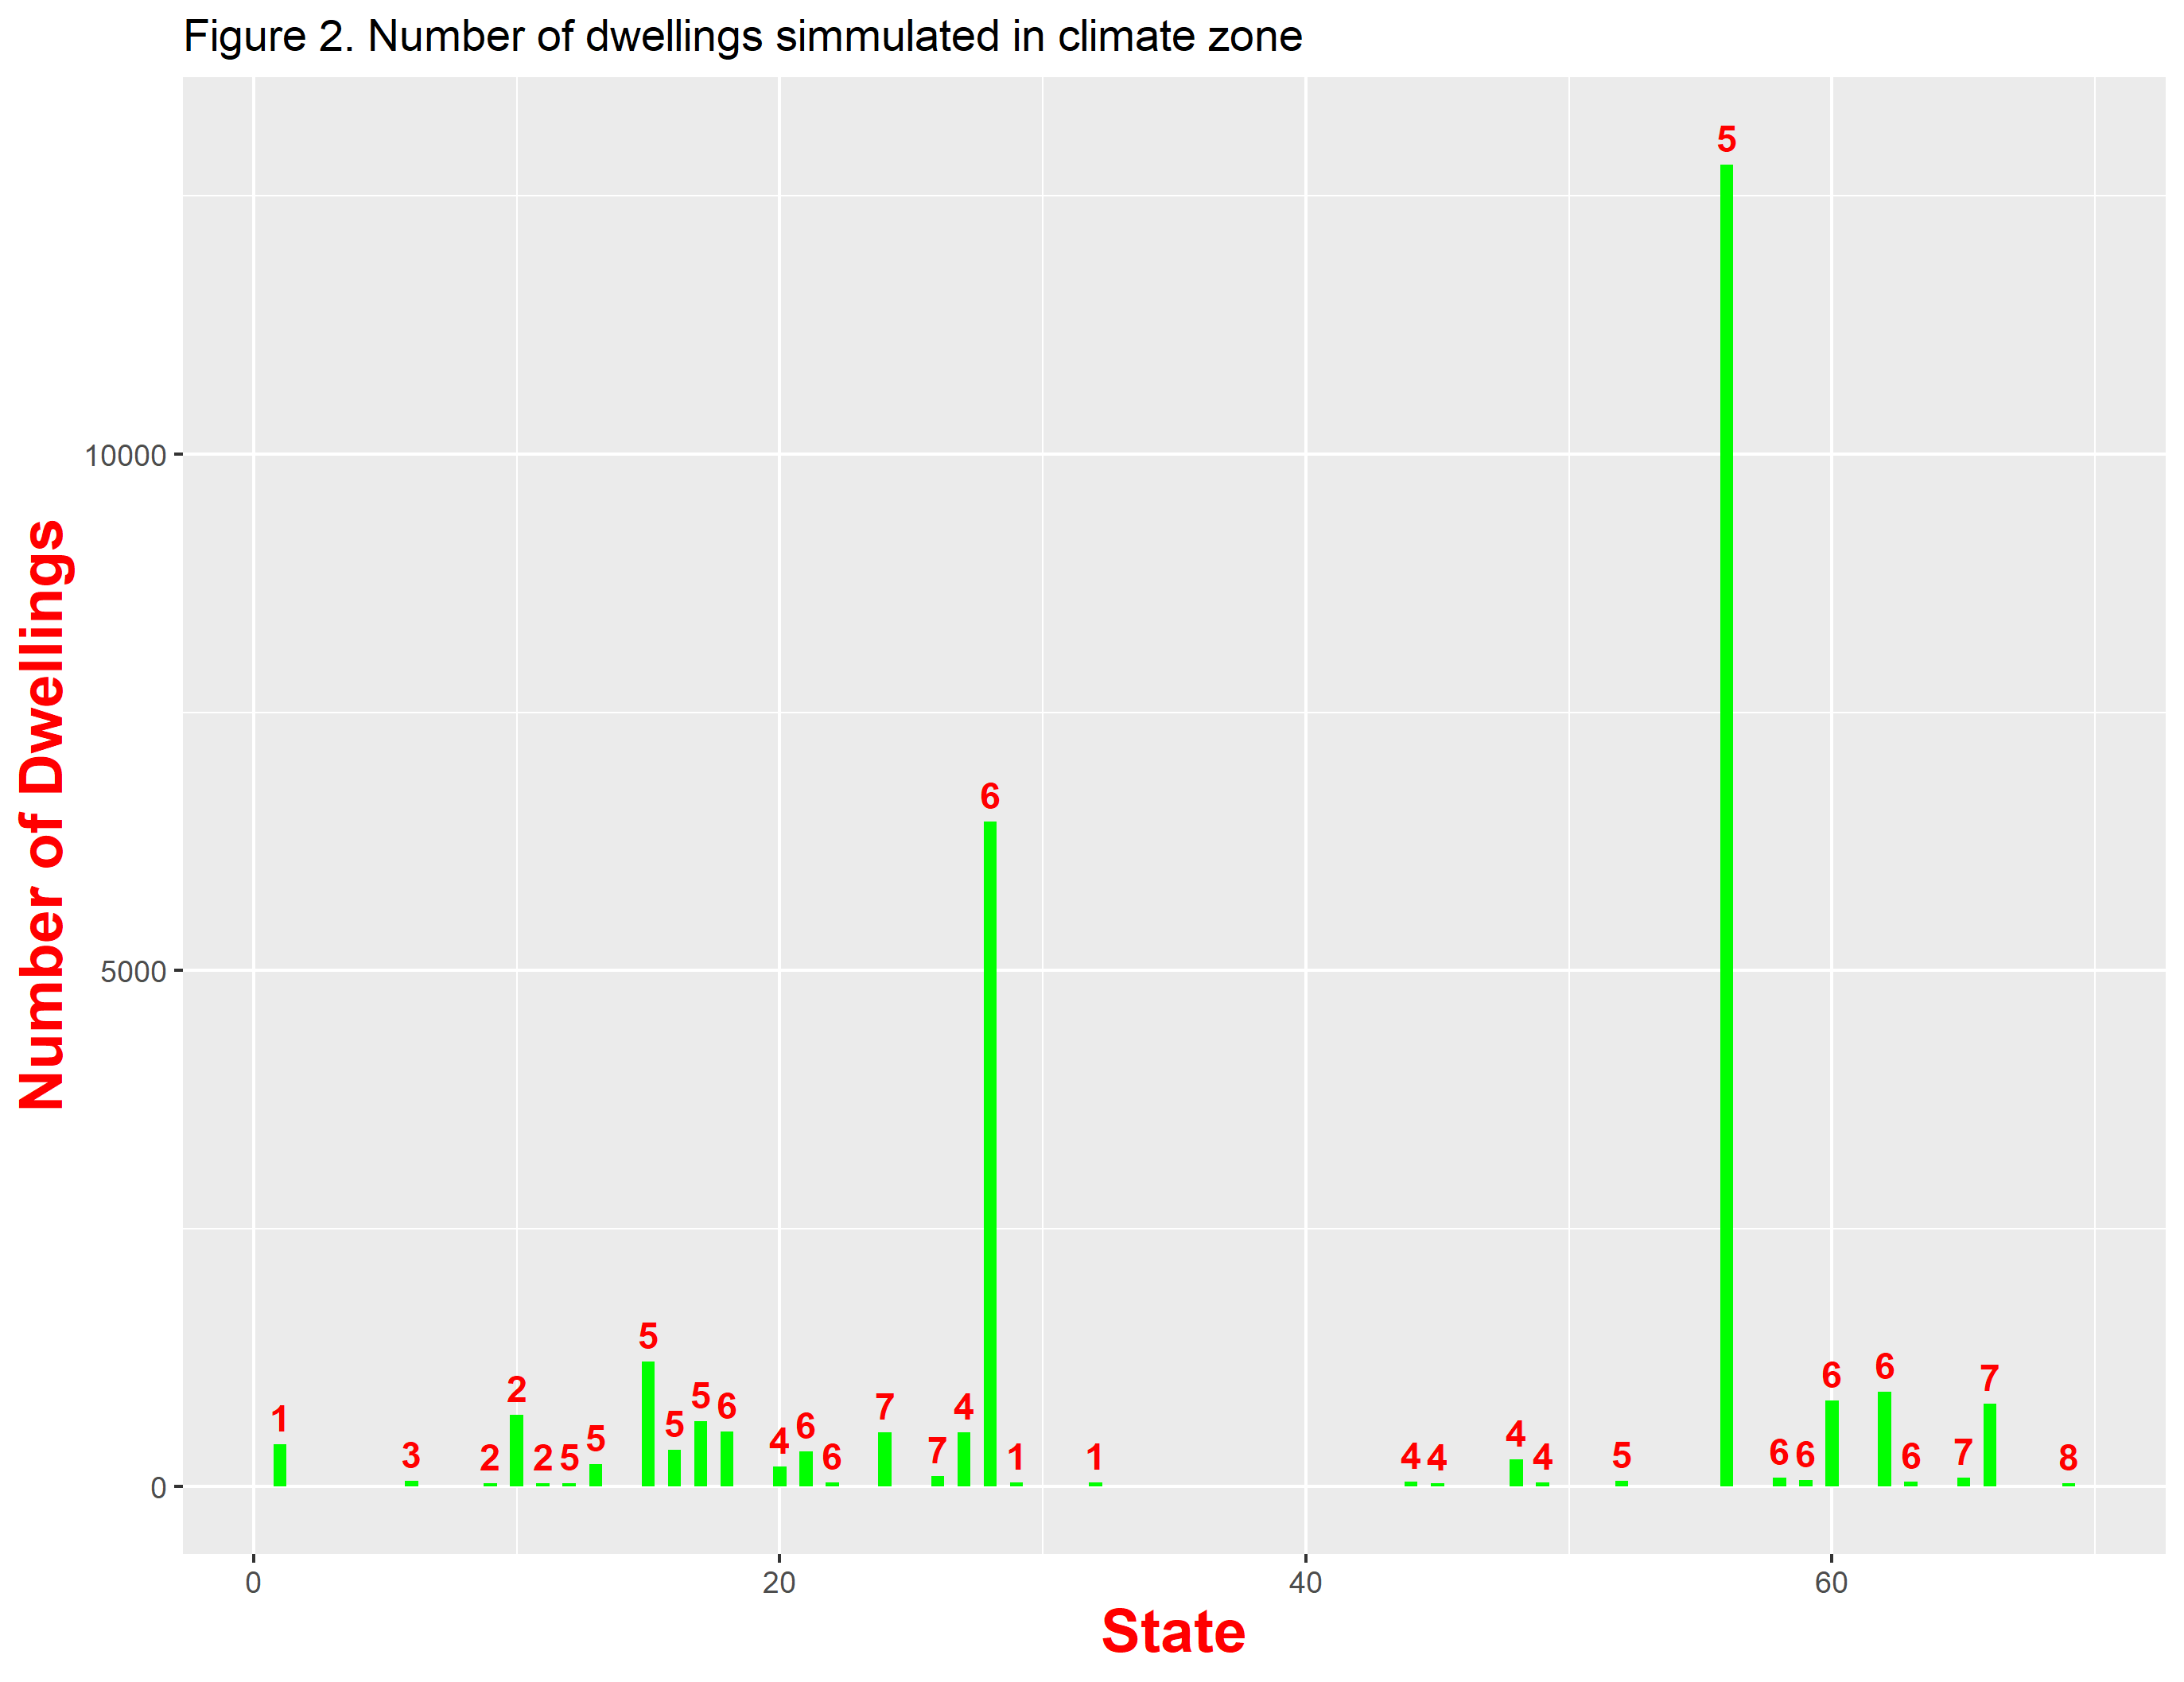 Figure 2. Number of dwellings simmulated in climate zone
Number of Dwellings
10000
5000
0
1 3 2 2 2 5 5 5 5 5 6 4 6 6 7 7 4 6 1 1 4 4 4 4 5 5 6 6 6 6 6 7 7 8
0 20 40 60
State